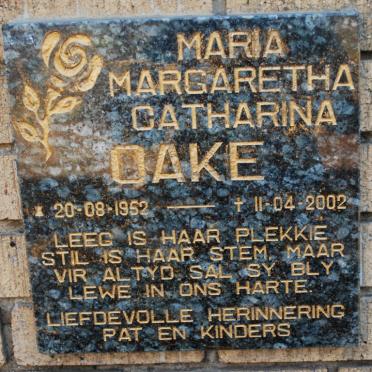 MARIA
MARGARETHA
CATHARINA
OAKE
* 20-08-1952 — † 11-04-2002
LEEG IS HAAR PLEKKIE
STIL IS HAAR STEM, MAAR
VIR ALTYD SAL SY BLY
LEWE IN ONS HARTE.
LIEFDEVOLLE HERINNERING
PAT EN KINDERS